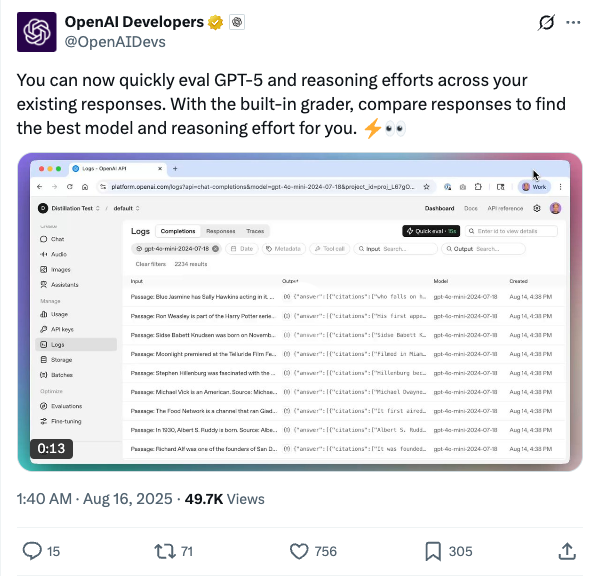 OpenAI Developers
@OpenAIDevs
You can now quickly eval GPT-5 and reasoning efforts across your
existing responses. With the built-in grader, compare responses to find
the best model and reasoning effort for you. ⚡👀
Logs - OpenAI API
platform.openai.com/logs?api=chat-completions&model=gpt-4o-mini-2024-07-18&project_id=proj_L67gO...
Work
Distillation Test / default
Dashboard Docs API reference
Create
Chat
Audio
Images
Assistants
Manage
Usage
API keys
Logs
Storage
Batches
Optimize
Evaluations
Fine-tuning
Logs Completions Responses Traces
Quick eval · 15s
Enter id to view details
gpt-4o-mini-2024-07-18 Date Metadata Tool call Input Search... Output Search...
Clear filters 2234 results
Input Output Model Created
Passage: Blue Jasmine has Sally Hawkins acting in it. ... {"answer":[{"citations":["who falls on h... gpt-4o-mini-2024-07-18 Aug 14, 4:38 PM
Passage: Ron Weasley is part of the Harry Potter serie... {"answer":[{"citations":["His first appe... gpt-4o-mini-2024-07-18 Aug 14, 4:38 PM
Passage: Sidse Babett Knudsen was born on Novemb... {"answer":[{"citations":["Sidse Babett K... gpt-4o-mini-2024-07-18 Aug 14, 4:38 PM
Passage: Moonlight premiered at the Telluride Film Fe... {"answer":[{"citations":["filmed in Miam... gpt-4o-mini-2024-07-18 Aug 14, 4:38 PM
Passage: Stephen Hillenburg was fascinated with the ... {"answer":[{"citations":["Hillenburg bec... gpt-4o-mini-2024-07-18 Aug 14, 4:38 PM
Passage: Michael Vick is an American. Source: Michae... {"answer":[{"citations":["Michael Dwayne... gpt-4o-mini-2024-07-18 Aug 14, 4:38 PM
Passage: The Food Network is a channel that ran Glad... {"answer":[{"citations":["It first aired... gpt-4o-mini-2024-07-18 Aug 14, 4:38 PM
Passage: In 1930, Albert S. Ruddy is born. Source: Albe... {"answer":[{"citations":["Albert S. Rudd... gpt-4o-mini-2024-07-18 Aug 14, 4:38 PM
Passage: Richard Alf was one of the founders of San D... {"answer":[{"citations":["It was founded... gpt-4o-mini-2024-07-18 Aug 14, 4:38 PM
0:13
1:40 AM · Aug 16, 2025 · 49.7K Views
15 71 756 305